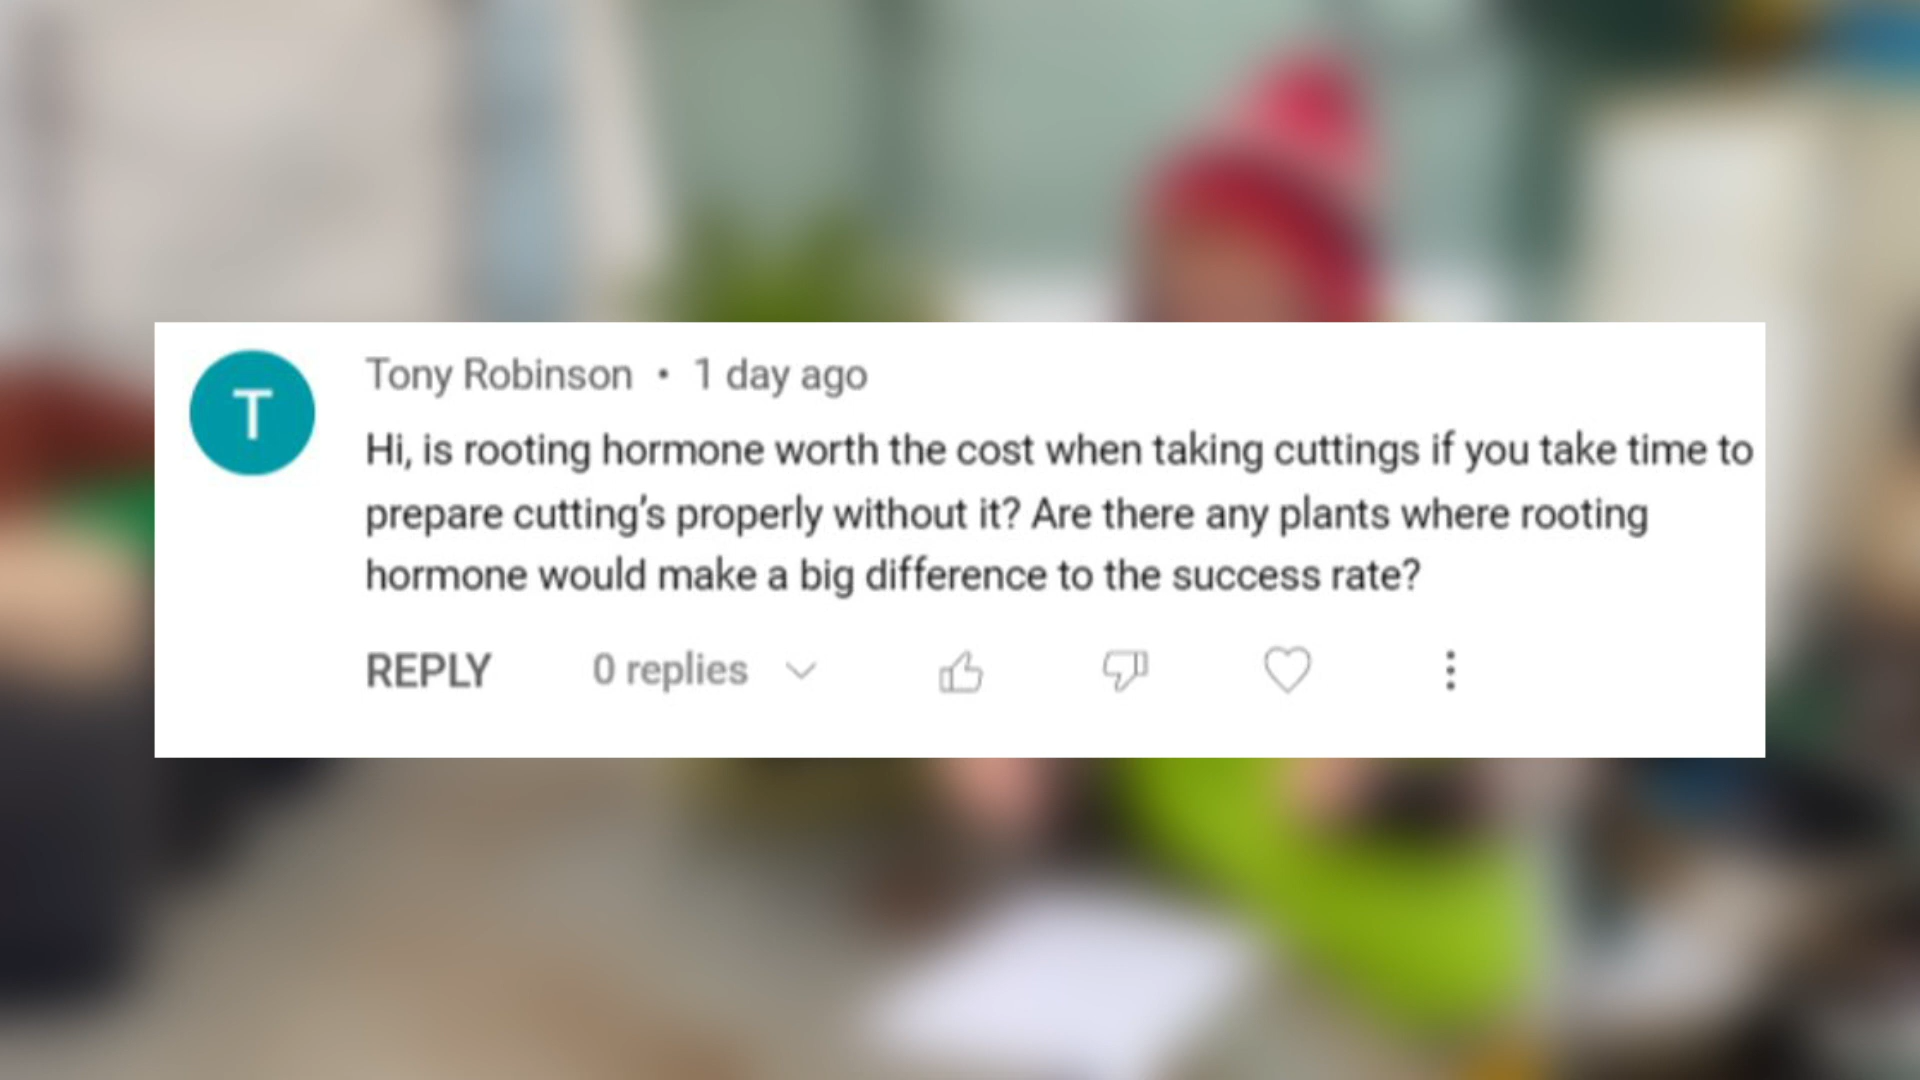 T
Tony Robinson • 1 day ago
Hi, is rooting hormone worth the cost when taking cuttings if you take time to
prepare cutting's properly without it? Are there any plants where rooting
hormone would make a big difference to the success rate?
REPLY 0 replies